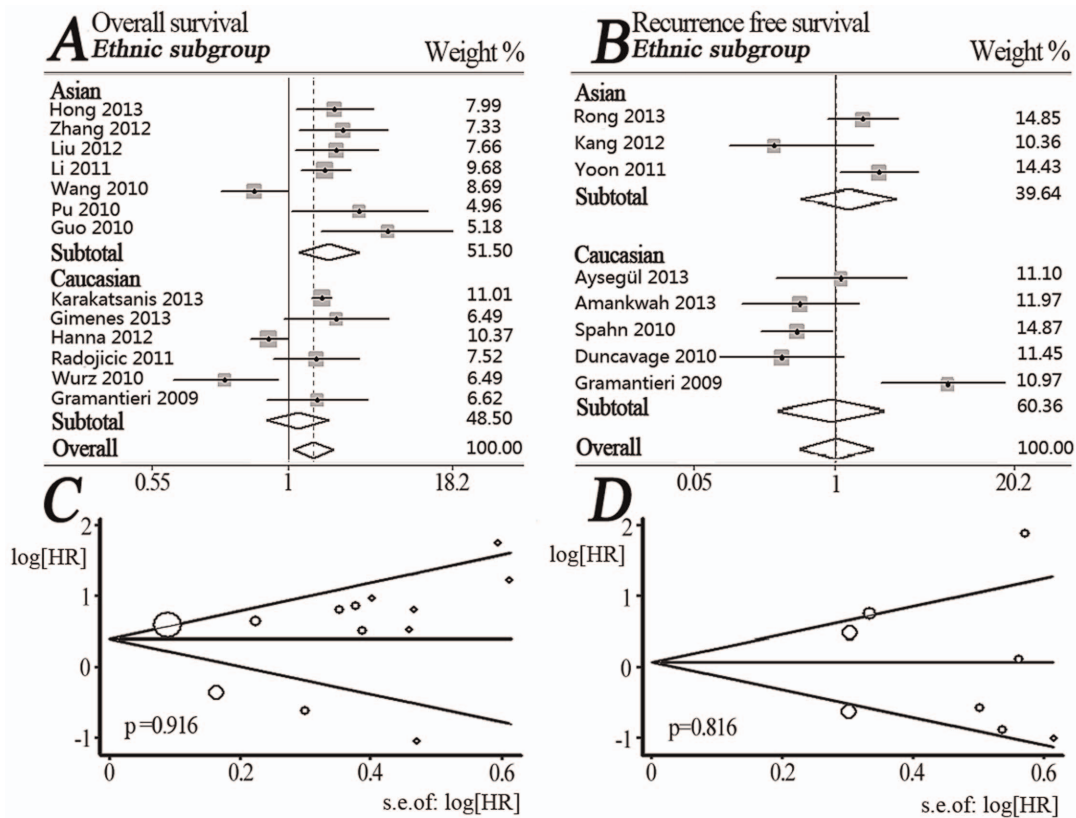 A Overall survival
Ethnic subgroup Weight %
Asian
Hong 2013 7.99
Zhang 2012 7.33
Liu 2012 7.66
Li 2011 9.68
Wang 2010 8.69
Pu 2010 4.96
Guo 2010 5.18
Subtotal 51.50
Caucasian
Karakatsanis 2013 11.01
Gimenes 2013 6.49
Hanna 2012 10.37
Radojicic 2011 7.52
Wurz 2010 6.49
Gramantieri 2009 6.62
Subtotal 48.50
Overall 100.00
0.55 1 18.2
B Recurrence free survival
Ethnic subgroup Weight %
Asian
Rong 2013 14.85
Kang 2012 10.36
Yoon 2011 14.43
Subtotal 39.64
Caucasian
Aysegül 2013 11.10
Amankwah 2013 11.97
Spahn 2010 14.87
Duncavage 2010 11.45
Gramantieri 2009 10.97
Subtotal 60.36
Overall 100.00
0.05 1 20.2
C
log[HR]
2
1
0
-1
p=0.916
0 0.2 0.4 0.6
s.e.of: log[HR]
D
log[HR]
2
1
0
-1
p=0.816
0 0.2 0.4 0.6
s.e.of: log[HR]